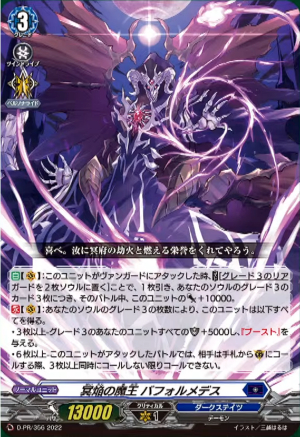 3
グレード
ツインドライブ
ペルソナライド
喜べ。汝に冥府の劫火と燃える栄誉をくれてやろう。
自【V】:このユニットがヴァンガードにアタックした時、[グレード3のリア
ガードを2枚ソウルに置く]ことで、1枚引き、あなたのソウルのグレード3の
カード3枚につき、そのバトル中、このユニットの+10000。
永【V】:あなたのソウルのグレード3の枚数により、このユニットは以下すべ
てを得る。
・3枚以上-グレード3のあなたのユニットすべての+5000し、『ブースト』を
与える。
・6枚以上-このユニットがアタックしたバトル中、相手は手札からGにコー
ルする際、3枚以上同時にコールしない限りコールできない。
ノーマルユニット
冥焔の魔王 バフォルメデス
13000
クリティカル
1
ダークステイツ
デーモン
D-PR/356 2022
イラスト/三越はるは